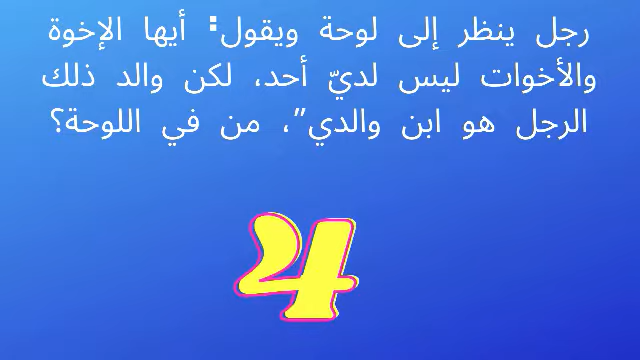 رجل ينظر إلى لوحة ويقول: أيها الإخوة
والأخوات ليس لديّ أحد، لكن والد ذلك
الرجل هو ابن والدي”، من في اللوحة؟
4